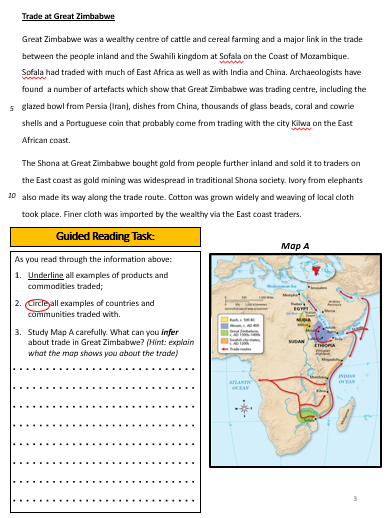 Trade at Great Zimbabwe
Great Zimbabwe was a wealthy centre of cattle and cereal farming and a major link in the trade
between the people inland and the Swahili kingdom at Sofala on the Coast of Mozambique.
Sofala had traded with much of East Africa as well as with India and China. Archaeologists have
found a number of artefacts which show that Great Zimbabwe was trading centre, including the
5 glazed bowl from Persia (Iran), dishes from China, thousands of glass beads, coral and cowrie
shells and a Portuguese coin that probably come from trading with the city Kilwa on the East
African coast.
The Shona at Great Zimbabwe bought gold from people further inland and sold it to traders on
the East coast as gold mining was widespread in traditional Shona society. Ivory from elephants
10 also made its way along the trade route. Cotton was grown widely and weaving of local cloth
took place. Finer cloth was imported by the wealthy via the East coast traders.
Guided Reading Task:
As you read through the information above:
1. Underline all examples of products and
commodities traded;
2. Circle all examples of countries and
communities traded with.
3. Study Map A carefully. What can you infer
about trade in Great Zimbabwe? (Hint: explain
what the map shows you about the trade)
Map A
EGYPT
NUBIA
SUDAN
ETHIOPIA
ATLANTIC
OCEAN
INDIAN
OCEAN
3